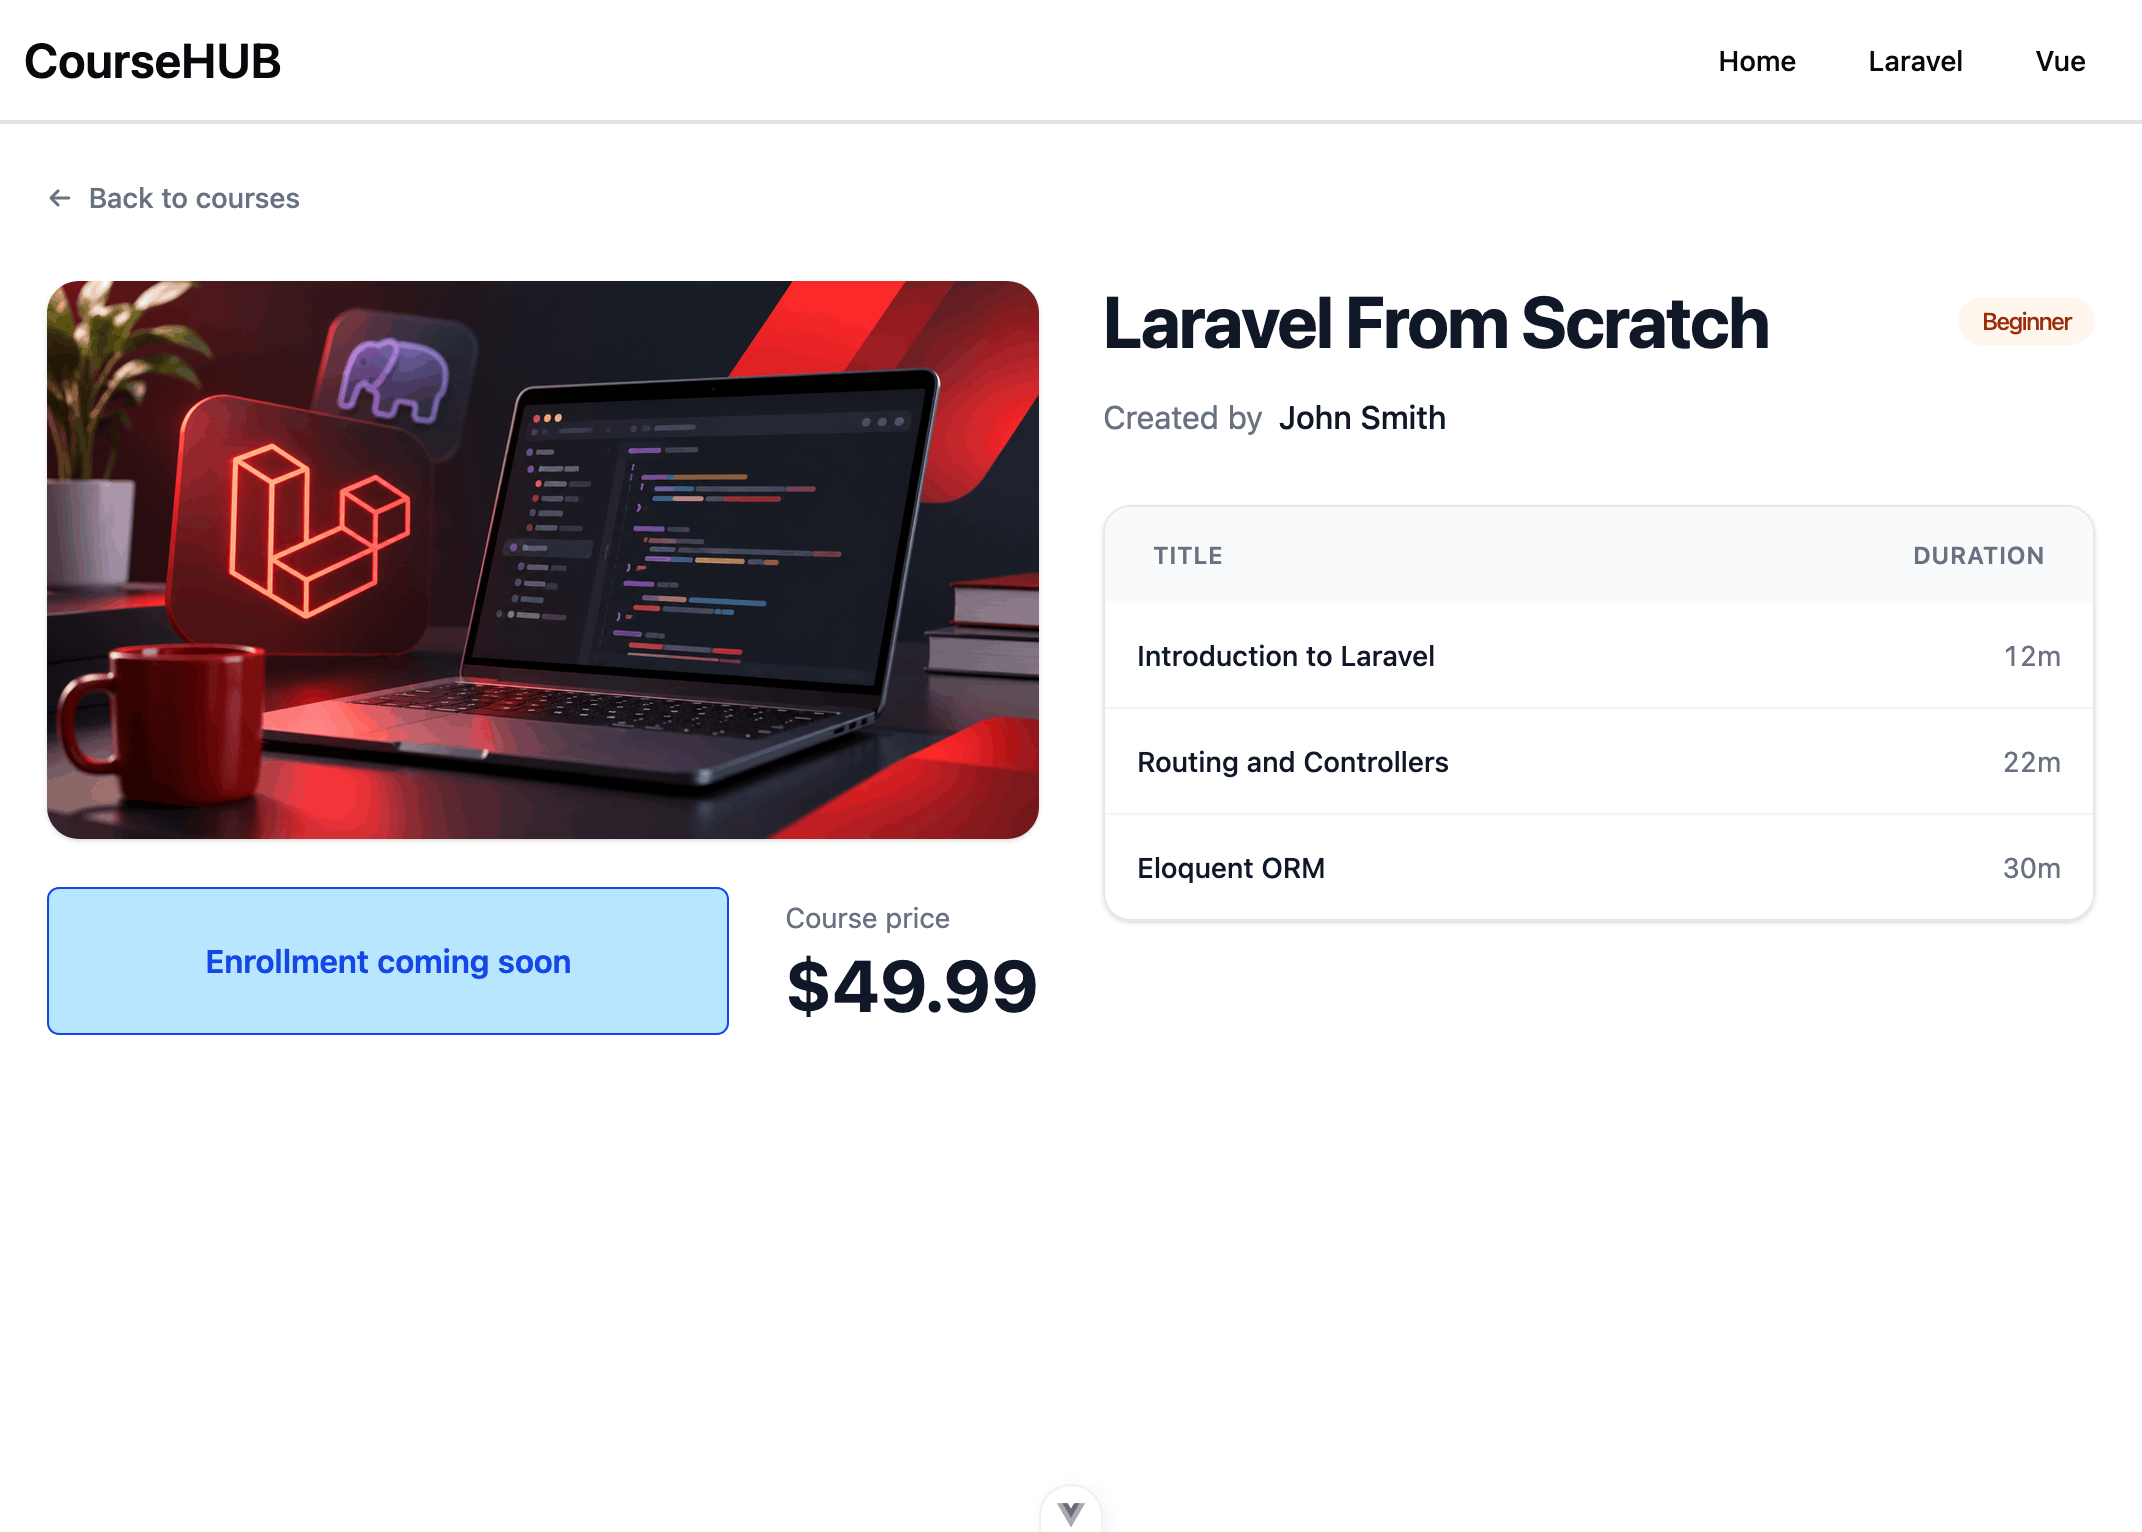 CourseHUB
Home Laravel Vue
← Back to courses
Laravel From Scratch
Beginner
Created by John Smith
TITLE DURATION
Introduction to Laravel 12m
Routing and Controllers 22m
Eloquent ORM 30m
Enrollment coming soon
Course price
$49.99